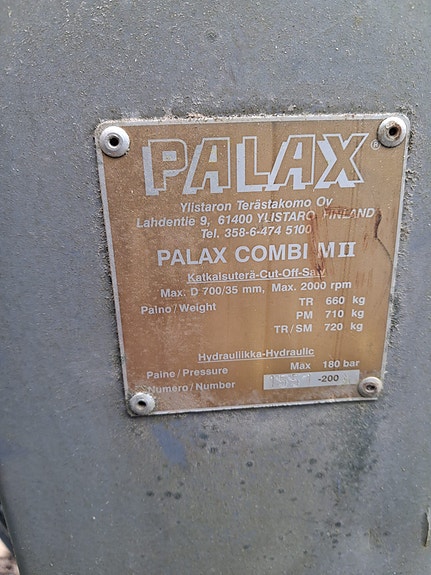 PALAX®
Ylistaron Terästakomo Oy
Lahdentie 9, 61400 YLISTARO, FINLAND
Tel. 358-6-474 5100
PALAX COMBI M II
Katkaisuterä-Cut-Off-Saw
Max. D 700/35 mm, Max. 2000 rpm
Paino/Weight TR 660 kg
PM 710 kg
TR/SM 720 kg
Hydrauliikka-Hydraulic
Paine/Pressure Max 180 bar
Numero/Number -200